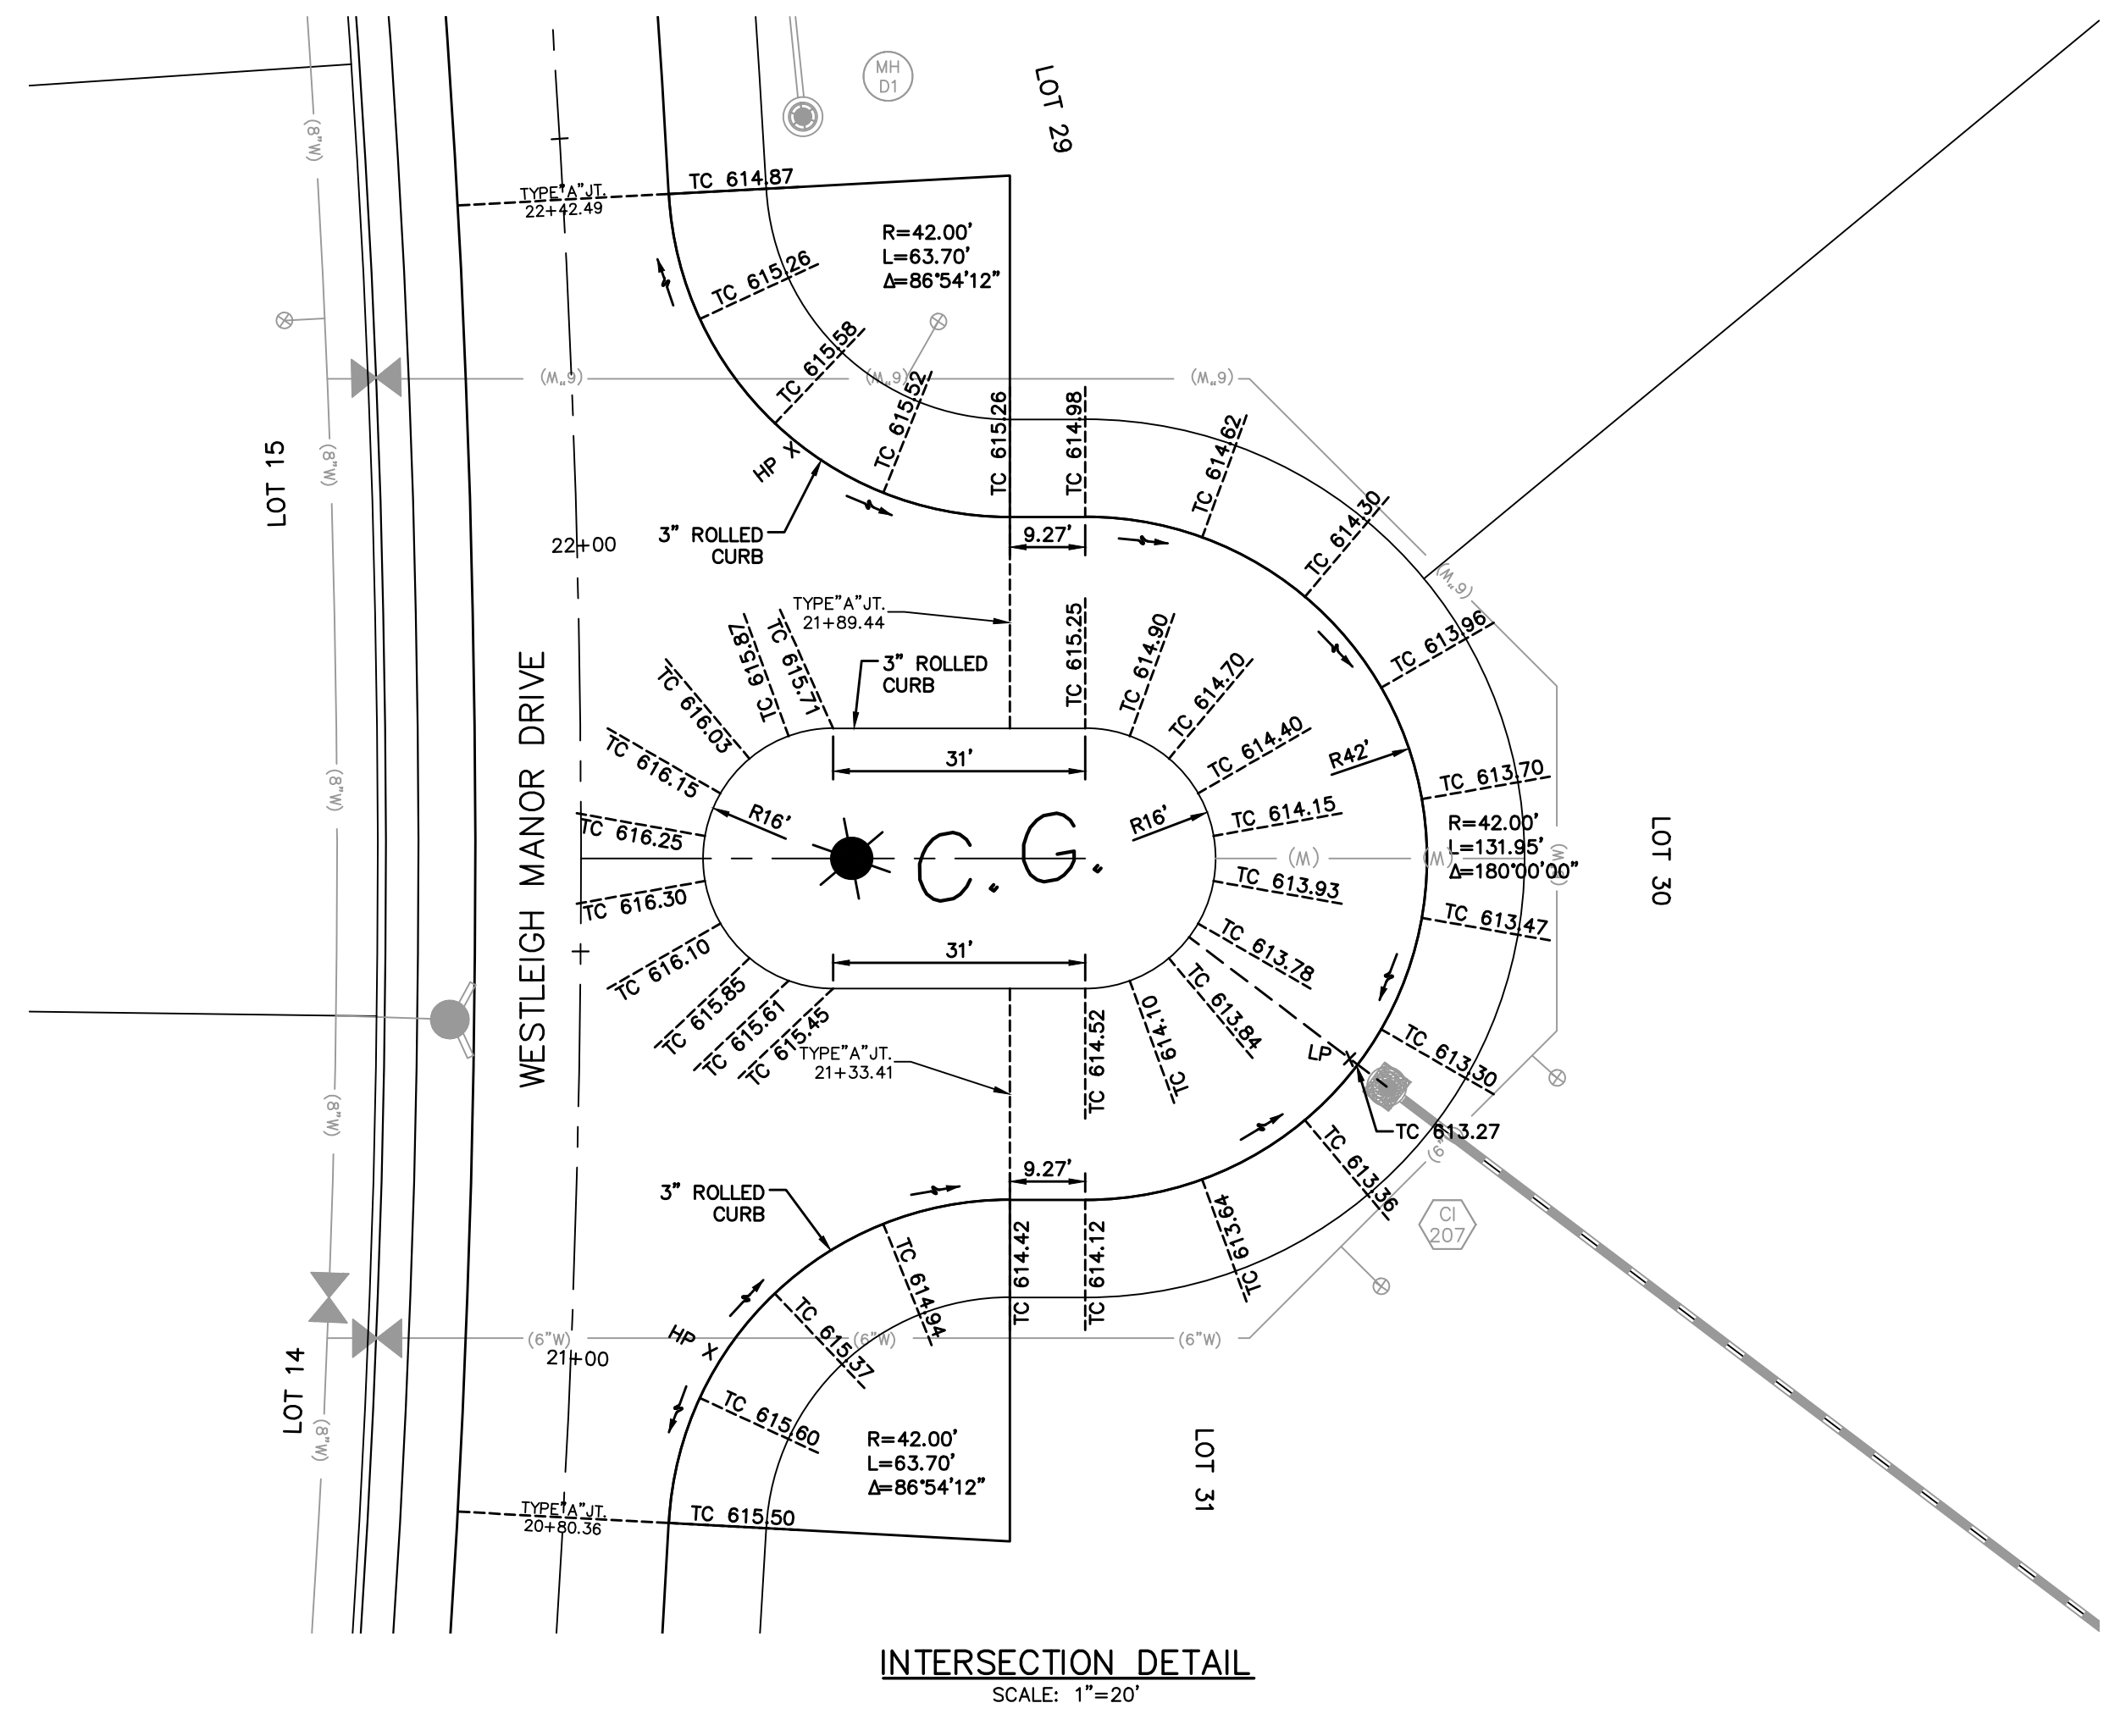 MH
D1
LOT 29
(8"W)
TC 614.87
TYPE"A"JT.
22+42.49
R=42.00'
L=63.70'
Δ=86°54'12"
TC 615.26
TC 615.58
TC 615.52
(6"W)
(6"W)
(6"W)
TC 615.26
TC 614.98
TC 614.62
TC 614.30
HP X
LOT 15
(8"W)
3" ROLLED
CURB
22+00
9.27'
(6"W)
TYPE"A"JT.
21+89.44
TC 615.87
TC 615.71
TC 615.25
TC 614.90
TC 613.96
3" ROLLED
CURB
TC 616.03
TC 614.70
WESTLEIGH MANOR DRIVE
TC 616.15
TC 614.40
31'
R42'
(8"W)
TC 613.70
TC 616.25
R16'
R16'
TC 614.15
R=42.00'
L=131.95'
Δ=180°00'00"
C.G.
(W)
(W)
LOT 30
TC 616.30
TC 613.93
TC 613.47
TC 616.10
31'
TC 613.78
TC 615.85
TC 615.61
TC 615.45
TC 614.52
TC 614.10
TC 613.84
TYPE"A"JT.
21+33.41
LP X
TC 613.30
(8"W)
TC 613.27
9.27'
3" ROLLED
CURB
TC 613.36
TC 613.64
CI
207
TC 614.94
TC 614.42
TC 614.12
HP X
TC 615.37
(6"W)
(6"W)
(6"W)
21+00
LOT 14
(8"W)
TC 615.60
R=42.00'
L=63.70'
Δ=86°54'12"
LOT 31
TYPE"A"JT.
20+80.36
TC 615.50
INTERSECTION DETAIL
SCALE: 1"=20'